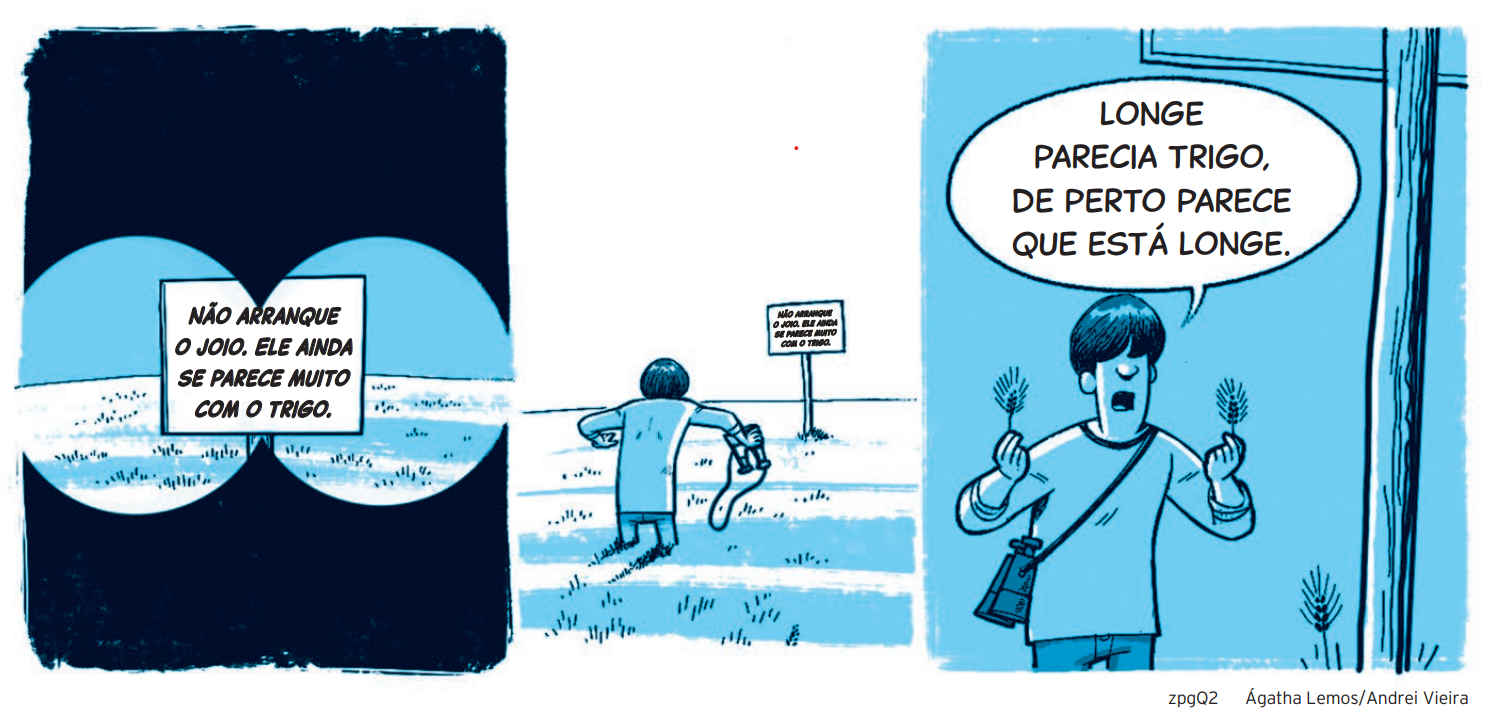 NÃO ARRANQUE
O JOIO. ELE AINDA
SE PARECE MUITO
COM O TRIGO.
NÃO ARRANQUE
O JOIO. ELE AINDA
SE PARECE MUITO
COM O TRIGO.
LONGE
PARECIA TRIGO,
DE PERTO PARECE
QUE ESTÁ LONGE.
zpgQ2 Ágatha Lemos/Andrei Vieira